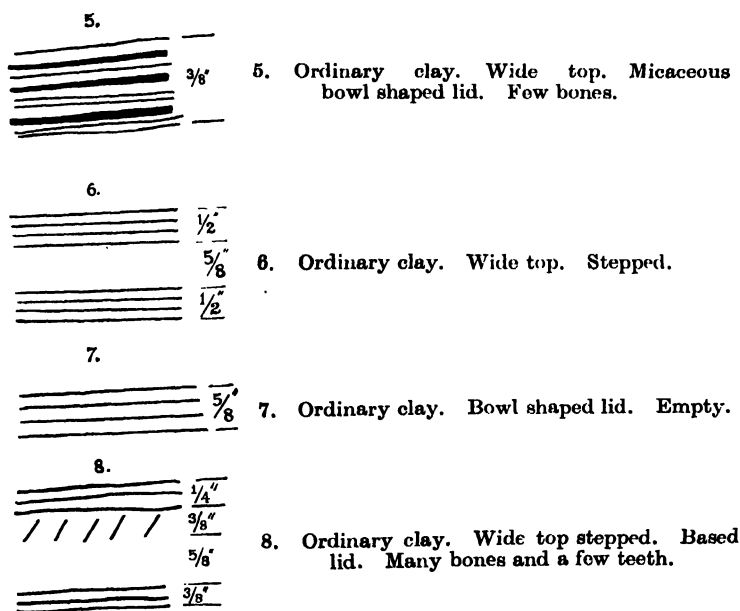 5.
3/8"
5. Ordinary clay. Wide top. Micaceous
bowl shaped lid. Few bones.
6.
1/2"
5/8"
1/2"
6. Ordinary clay. Wide top. Stepped.
7.
5/8"
7. Ordinary clay. Bowl shaped lid. Empty.
8.
1/4"
3/8"
5/8"
3/8"
8. Ordinary clay. Wide top stepped. Based
lid. Many bones and a few teeth.